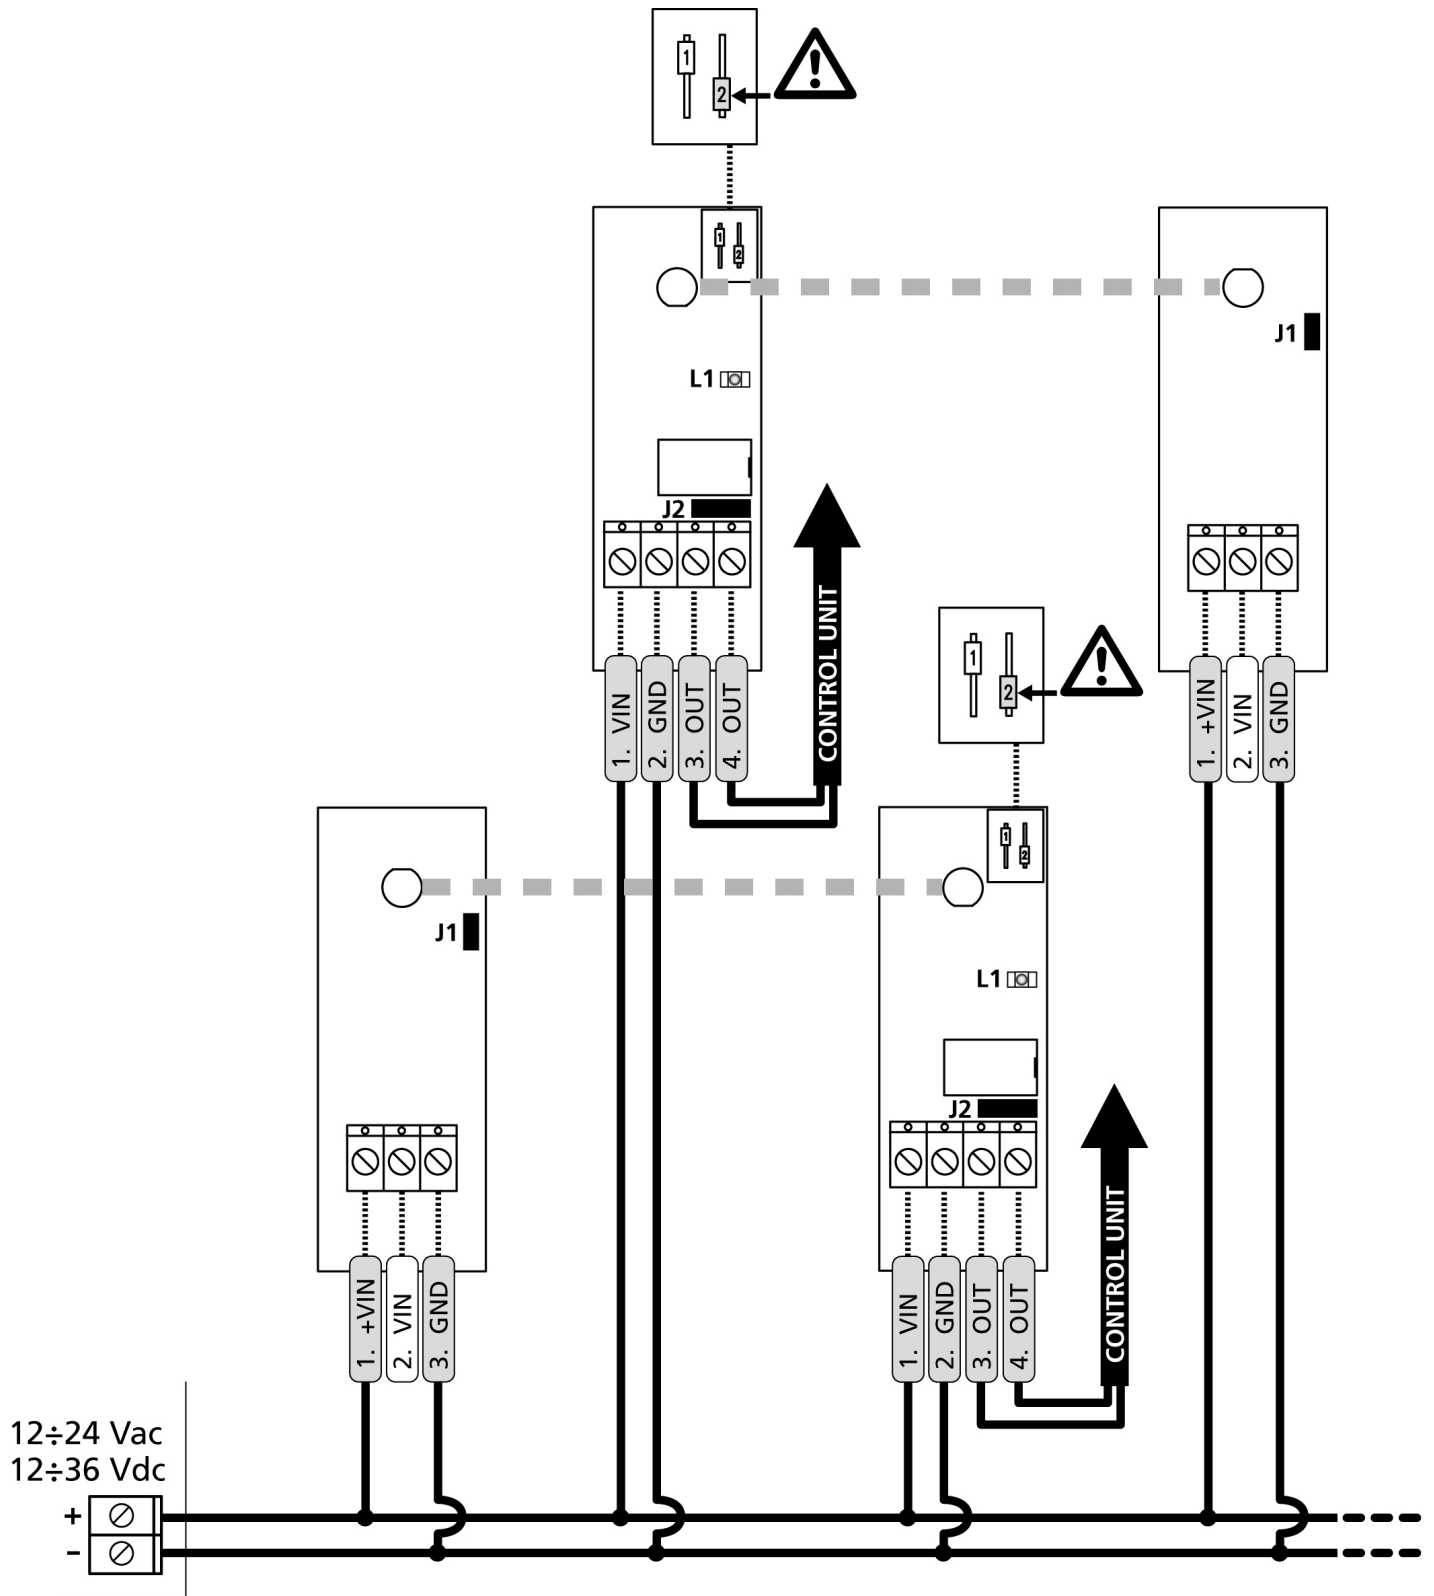 1
2
1
2
J1
L1
J2
CONTROL UNIT
1
2
1. VIN
2. GND
3. OUT
4. OUT
1. +VIN
2. VIN
3. GND
1
2
J1
L1
J2
CONTROL UNIT
1. +VIN
2. VIN
3. GND
1. VIN
2. GND
3. OUT
4. OUT
12÷24 Vac
12÷36 Vdc
+
-